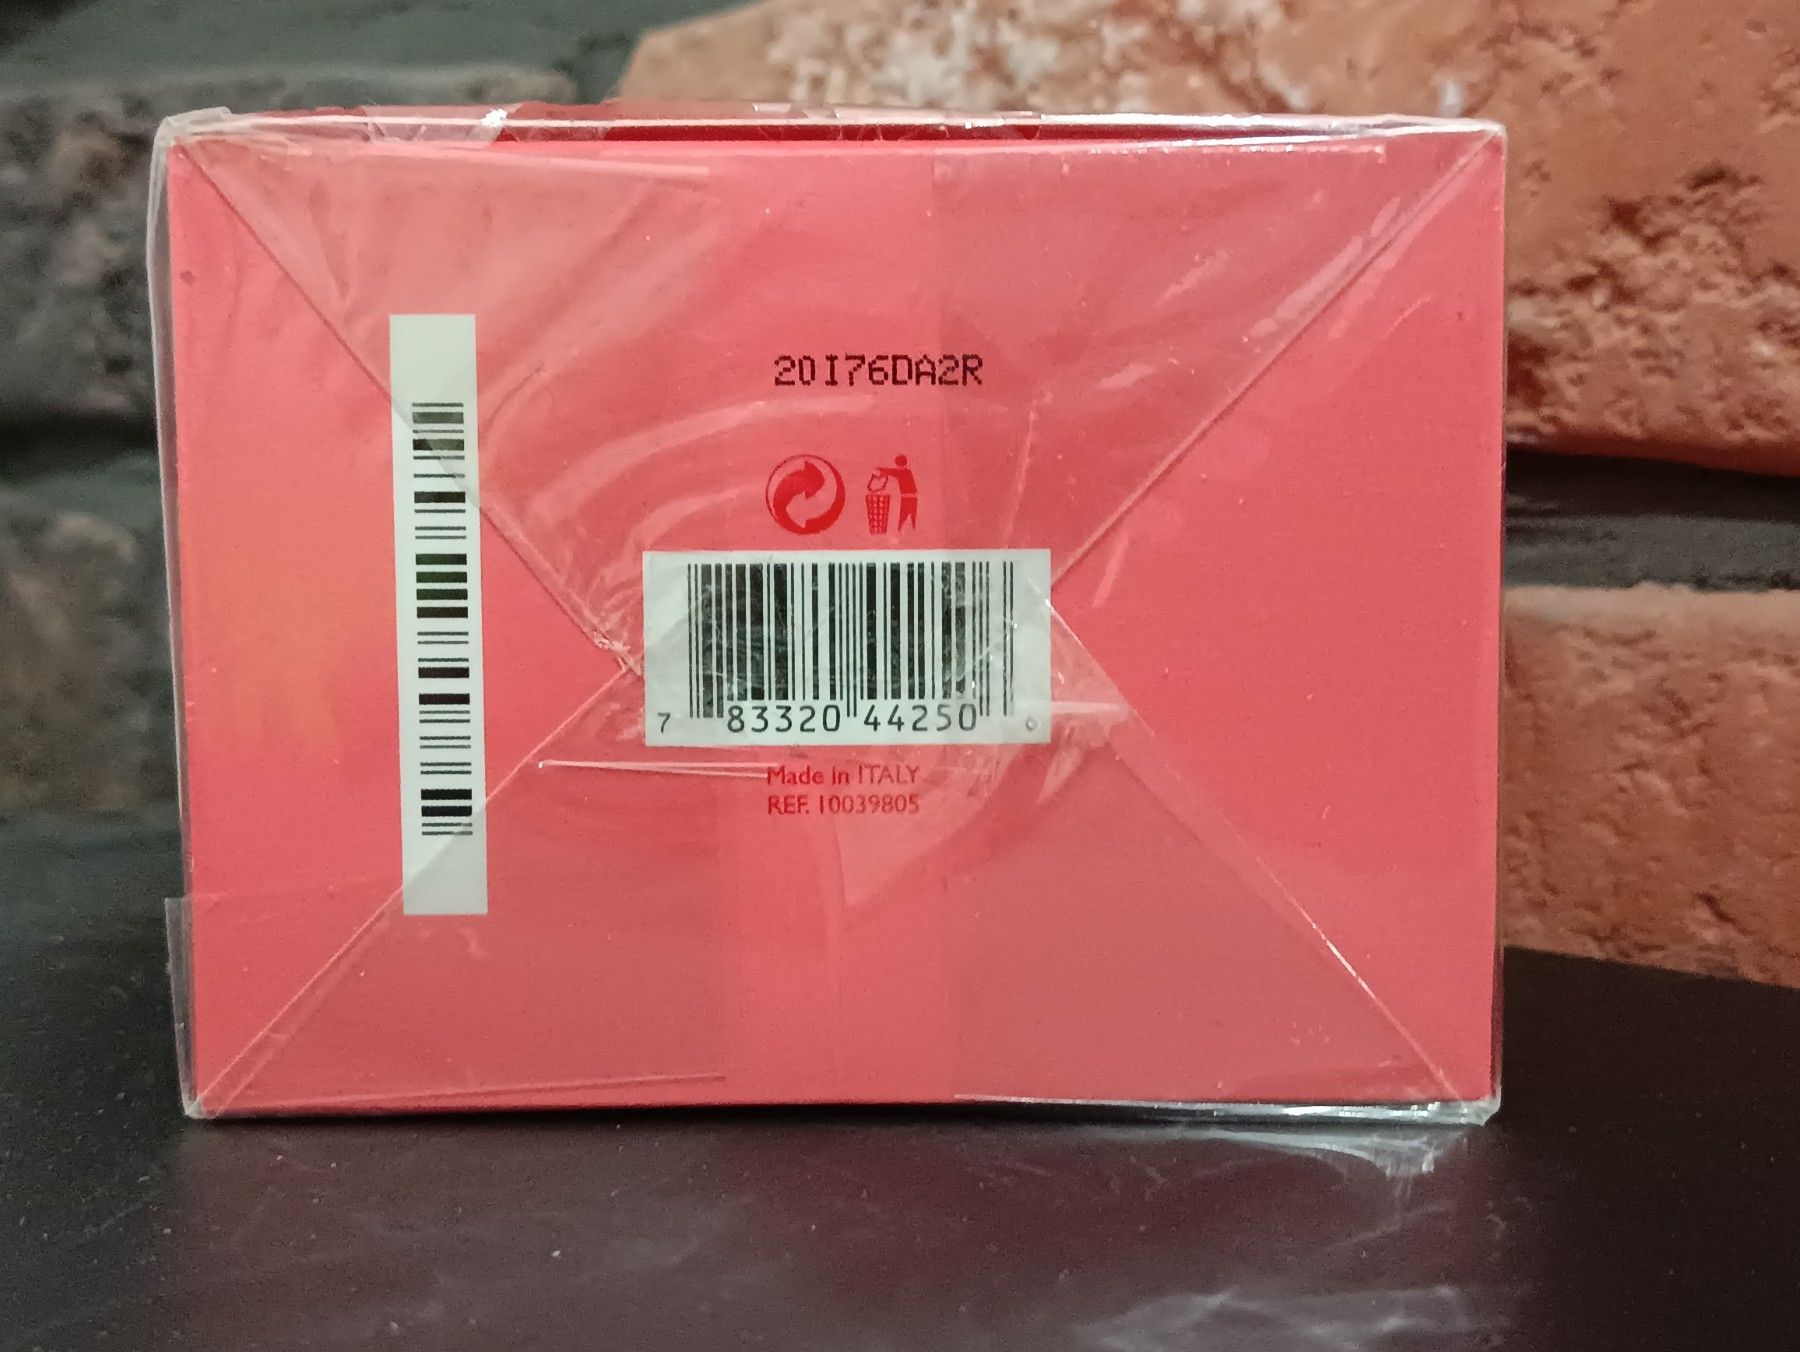 20I76DA2R
7 83320 44250 6
Made in ITALY
REF. 10039805